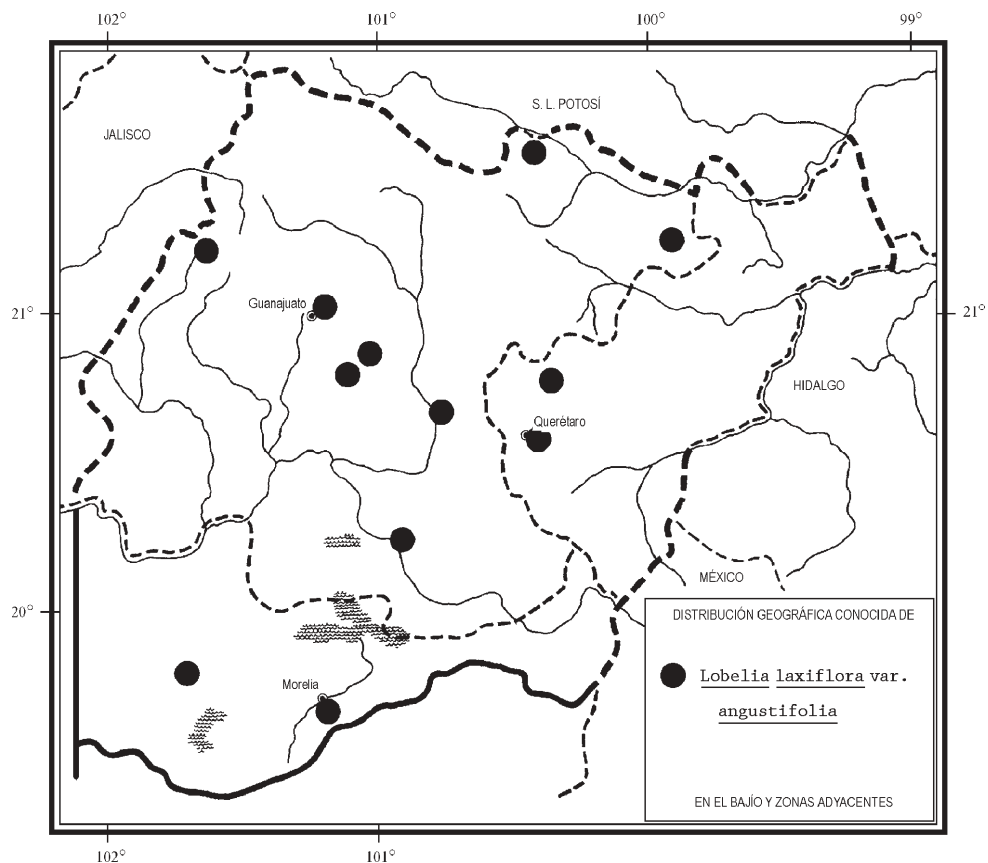 102° 101° 100° 99°
S. L. POTOSÍ
JALISCO
Guanajuato
21° 21°
HIDALGO
Querètaro
MÉXICO
20°
DISTRIBUCIÓN GEOGRÁFICA CONOCIDA DE
Lobelia laxiflora var.
angustifolia
Morelia
EN EL BAJÍO Y ZONAS ADYACENTES
102° 101°